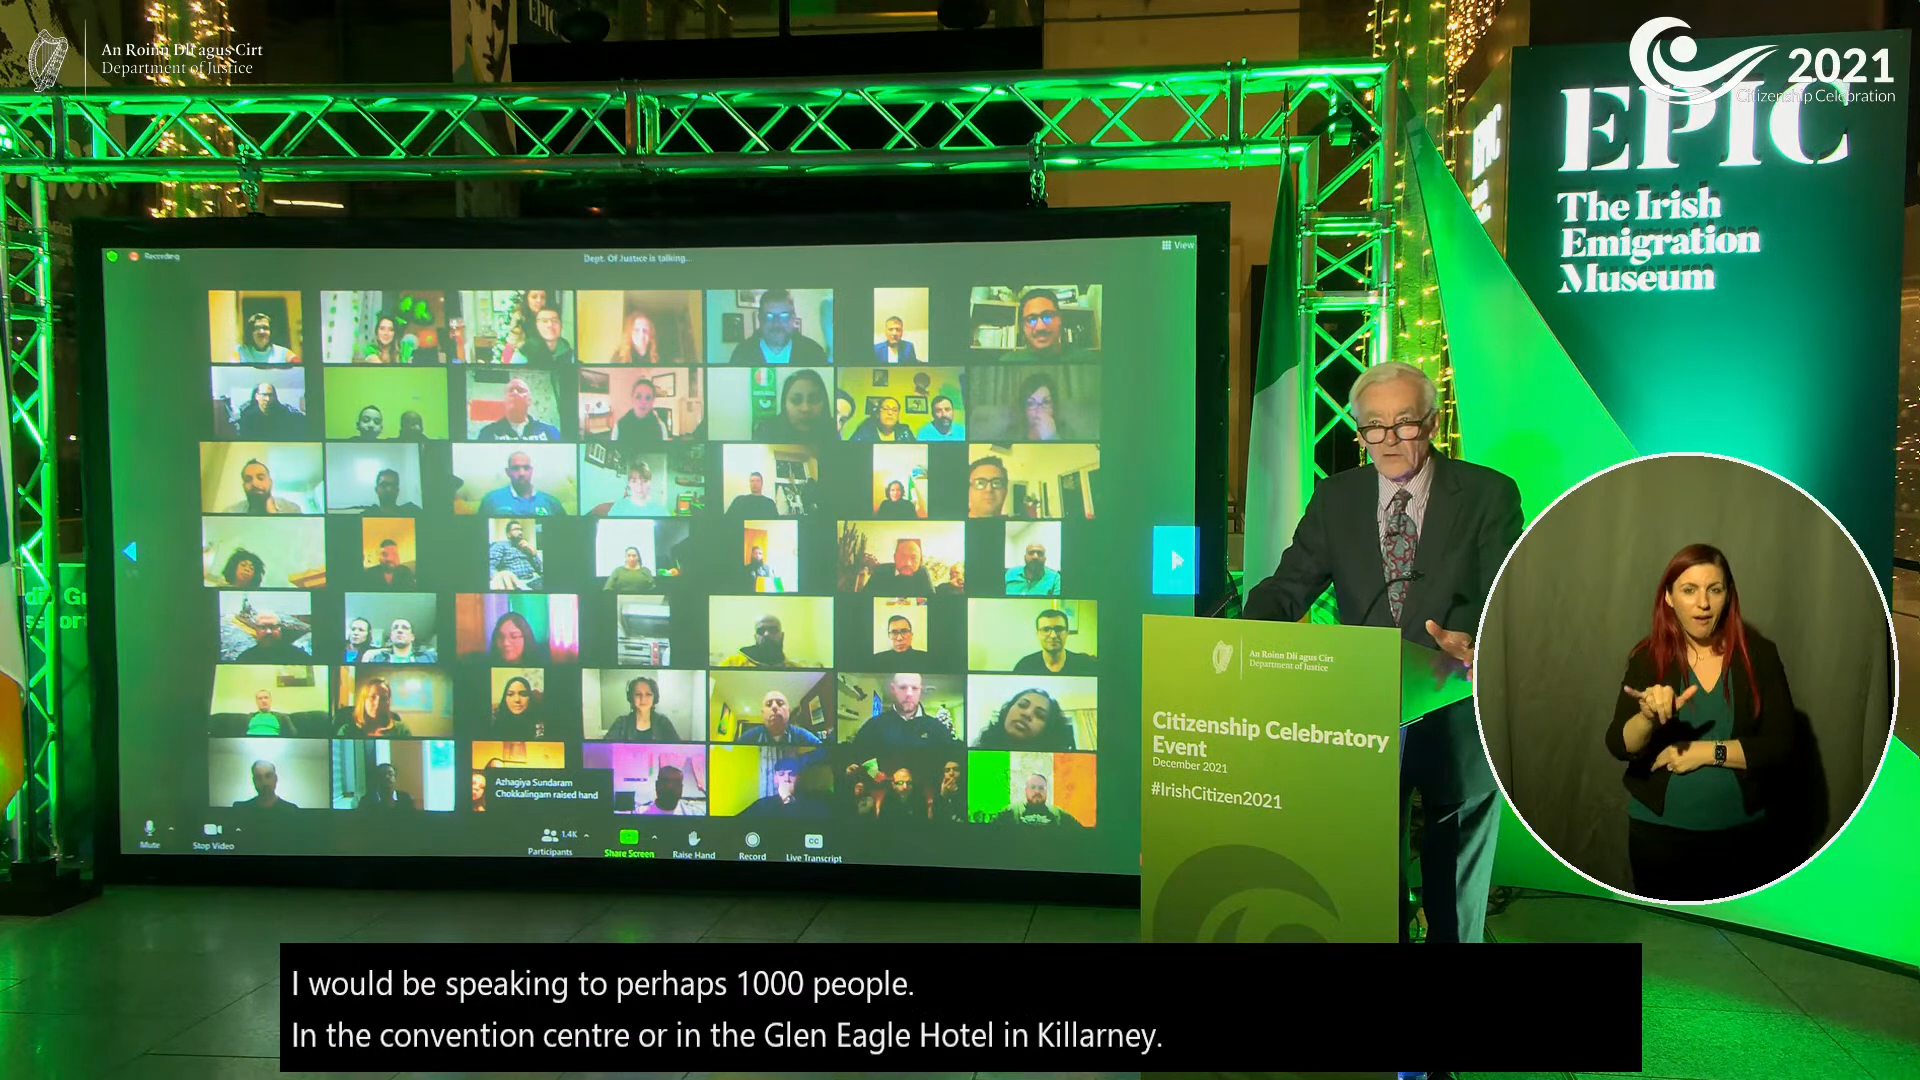 An Roinn Dlí agus Cirt
Department of Justice
EPIC
2021
Citizenship Celebration
EPIC
The Irish
Emigration
Museum
Recording
Dept. Of Justice is talking...
View
Azhagiya Sundaram
Chokkalingam raised hand
Mute
Stop Video
1.4K
Participants
Share Screen
Raise Hand
Record
CC
Live Transcript
An Roinn Dlí agus Cirt
Department of Justice
Citizenship Celebratory
Event
December 2021
#IrishCitizen2021
I would be speaking to perhaps 1000 people.
In the convention centre or in the Glen Eagle Hotel in Killarney.